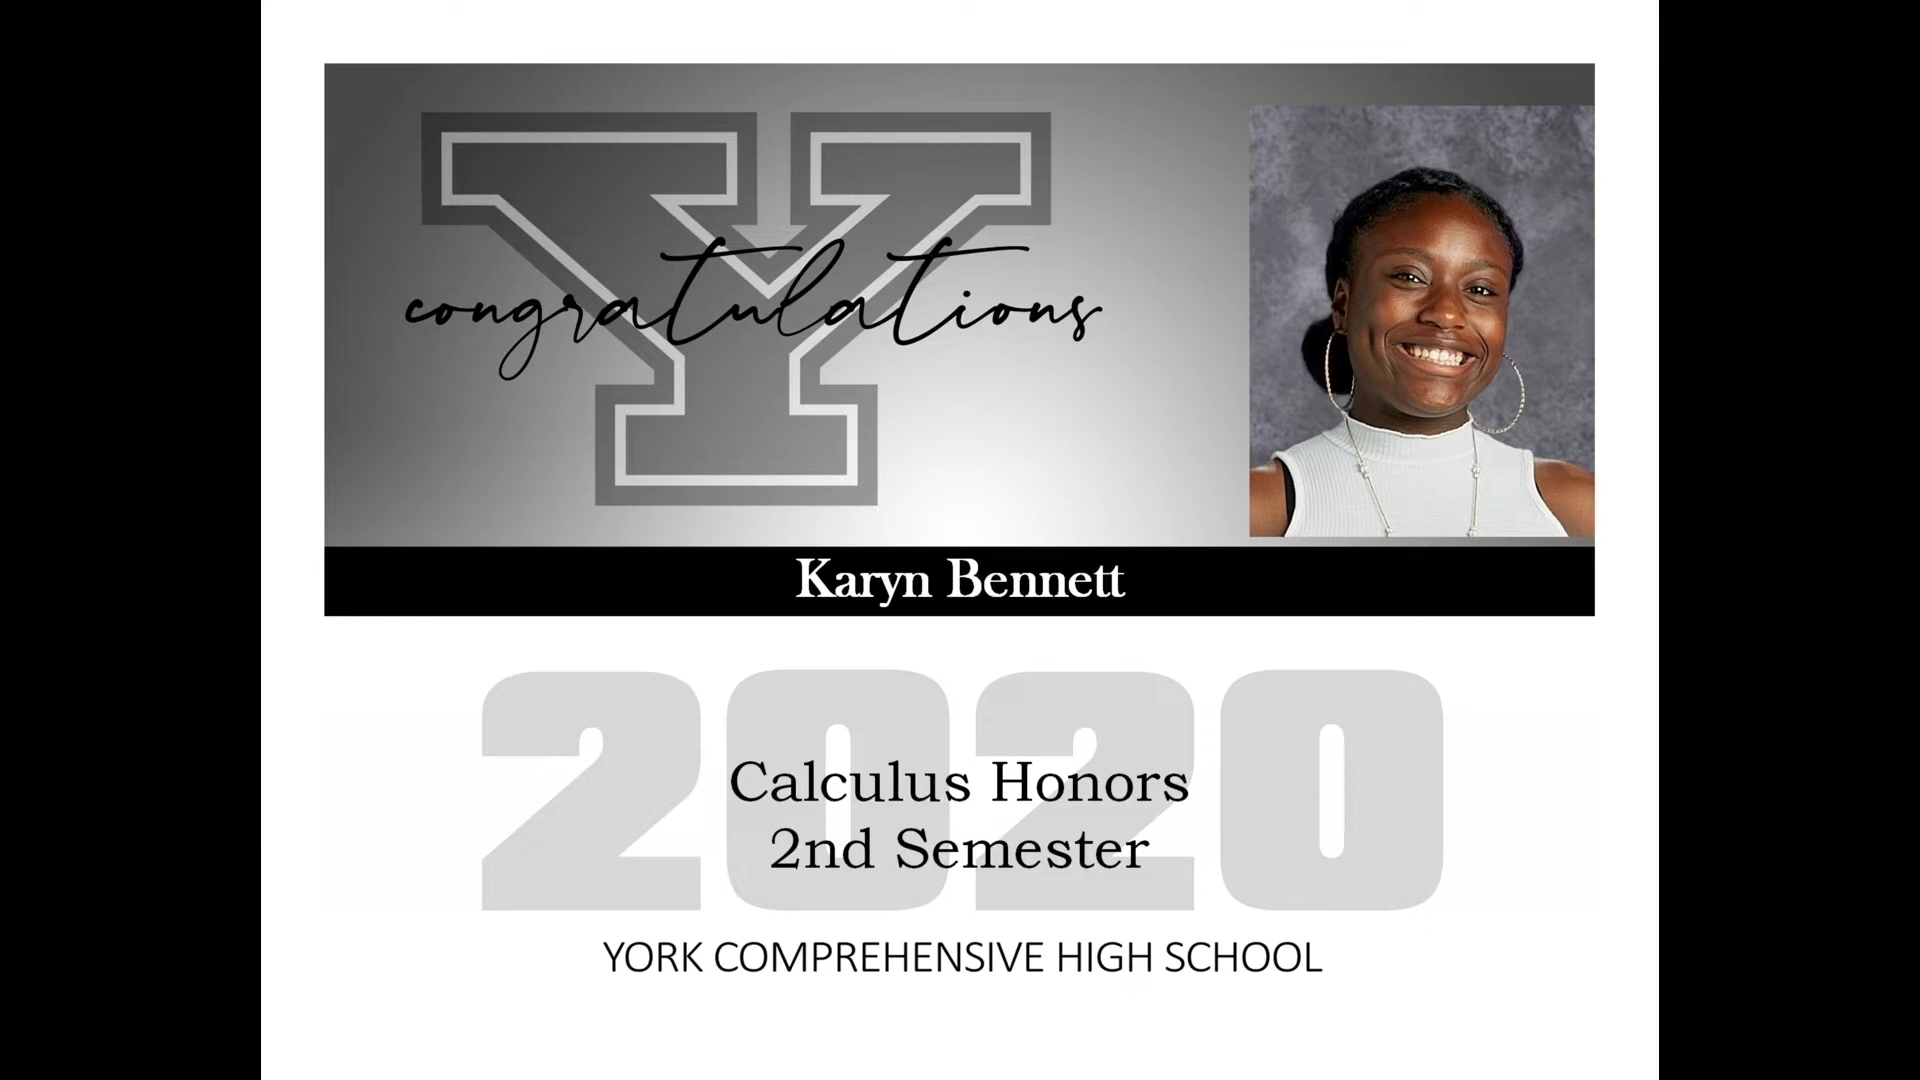 Y
congratulations
Karyn Bennett
2020
Calculus Honors
2nd Semester
YORK COMPREHENSIVE HIGH SCHOOL